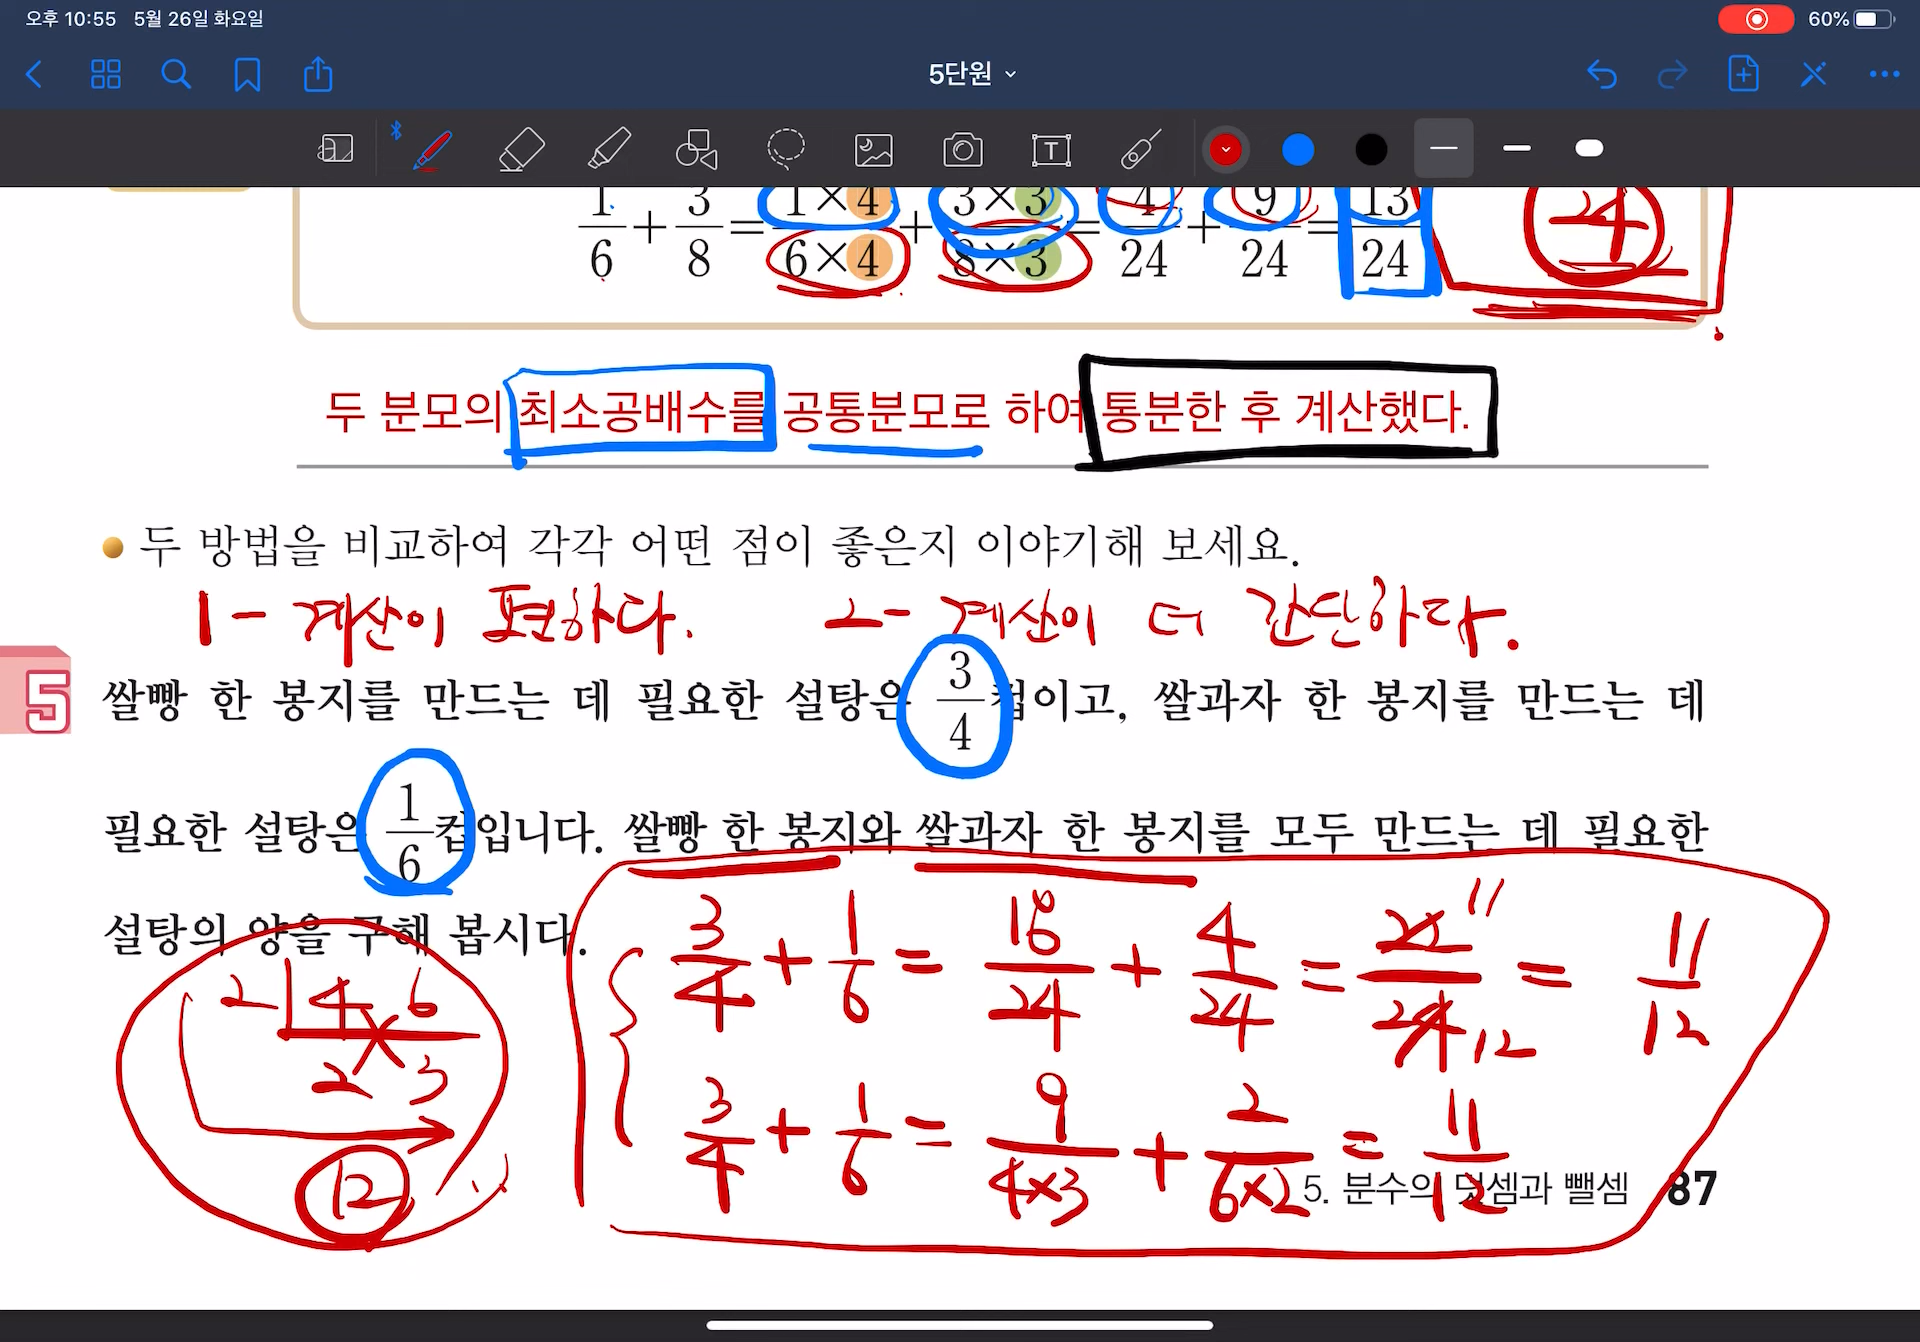 오후 10:55 5월 26일 화요일 60%
5단원
1/6 + 3/8 = 1×4/6×4 + 3×3/8×3 = 4/24 + 9/24 = 13/24
24
두 분모의 최소공배수를 공통분모로 하여 통분한 후 계산했다.
두 방법을 비교하여 각각 어떤 점이 좋은지 이야기해 보세요.
1- 계산이 편하다. 2- 계산이 더 간단하다.
5 쌀빵 한 봉지를 만드는 데 필요한 설탕은 3/4 컵이고, 쌀과자 한 봉지를 만드는 데
필요한 설탕은 1/6 컵입니다. 쌀빵 한 봉지와 쌀과자 한 봉지를 모두 만드는 데 필요한
설탕의 양을 구해 봅시다.
2 4 6
2 3
12
3/4 + 1/6 = 18/24 + 4/24 = 22/24 11 12 = 11/12
3/4 + 1/6 = 9/4×3 + 2/6×2 = 11/12
5. 분수의 덧셈과 뺄셈 87